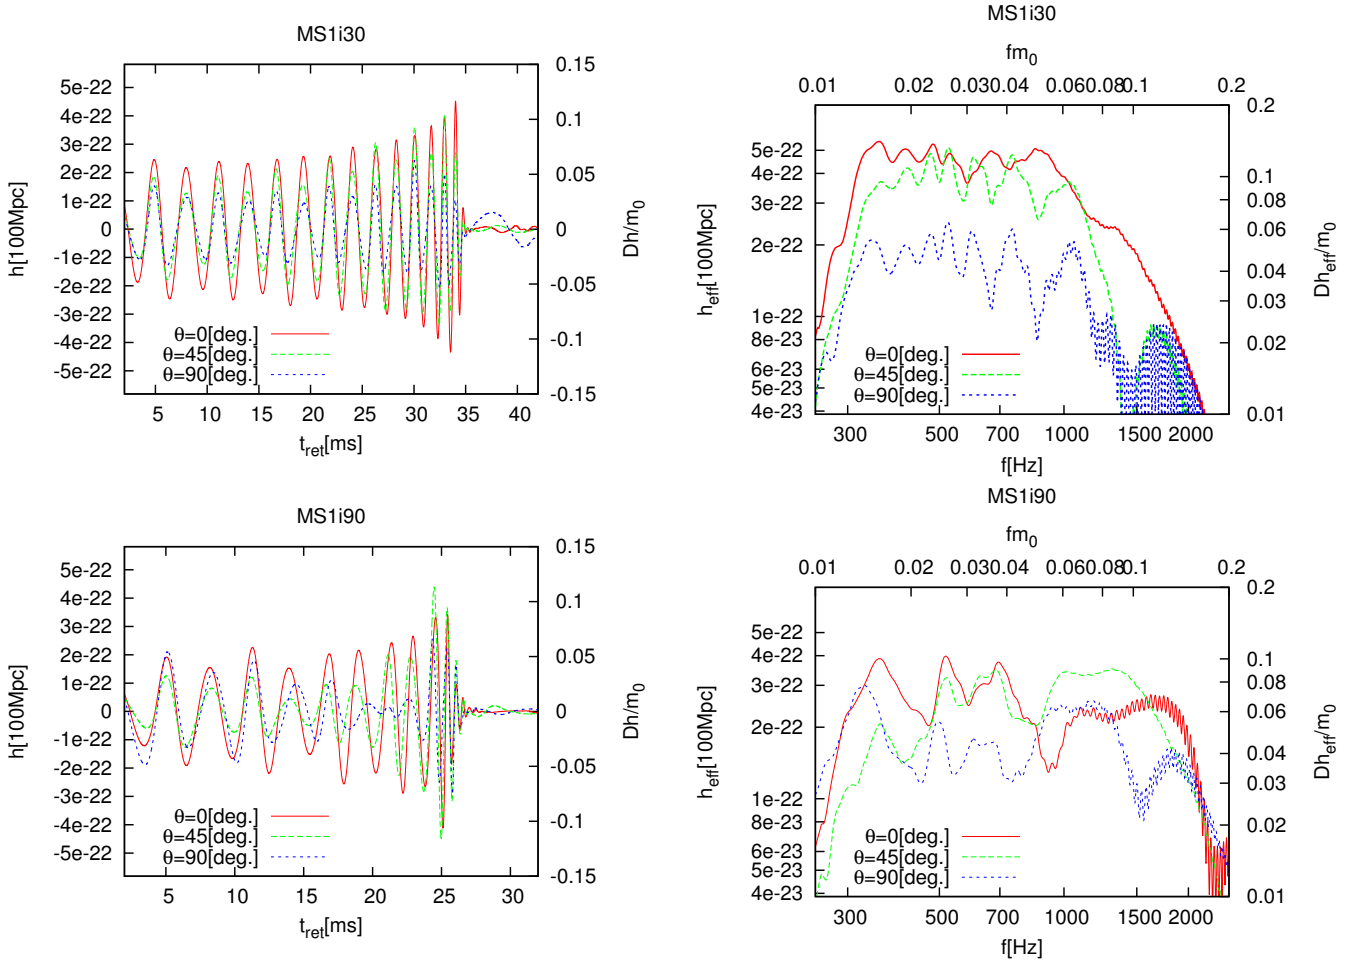 MS1i30
h[100Mpc]
5e-22
4e-22
3e-22
2e-22
1e-22
0
-1e-22
-2e-22
-3e-22
-4e-22
-5e-22
0.15
0.1
0.05
0
-0.05
-0.1
-0.15
Dh/m0
θ=0[deg.]
θ=45[deg.]
θ=90[deg.]
5 10 15 20 25 30 35 40
tret[ms]
MS1i30
fm0
0.01 0.02 0.03 0.04 0.06 0.08 0.1 0.2
heff[100Mpc]
5e-22
4e-22
3e-22
2e-22
1e-22
8e-23
6e-23
5e-23
4e-23
0.2
0.1
0.08
0.06
0.04
0.03
0.02
0.01
Dheff/m0
θ=0[deg.]
θ=45[deg.]
θ=90[deg.]
300 500 700 1000 1500 2000
f[Hz]
MS1i90
h[100Mpc]
5e-22
4e-22
3e-22
2e-22
1e-22
0
-1e-22
-2e-22
-3e-22
-4e-22
-5e-22
0.15
0.1
0.05
0
-0.05
-0.1
-0.15
Dh/m0
θ=0[deg.]
θ=45[deg.]
θ=90[deg.]
5 10 15 20 25 30
tret[ms]
MS1i90
fm0
0.01 0.02 0.03 0.04 0.06 0.08 0.1 0.2
heff[100Mpc]
5e-22
4e-22
3e-22
2e-22
1e-22
8e-23
6e-23
5e-23
4e-23
0.2
0.1
0.08
0.06
0.04
0.03
0.02
0.01
Dheff/m0
θ=0[deg.]
θ=45[deg.]
θ=90[deg.]
300 500 700 1000 1500 2000
f[Hz]